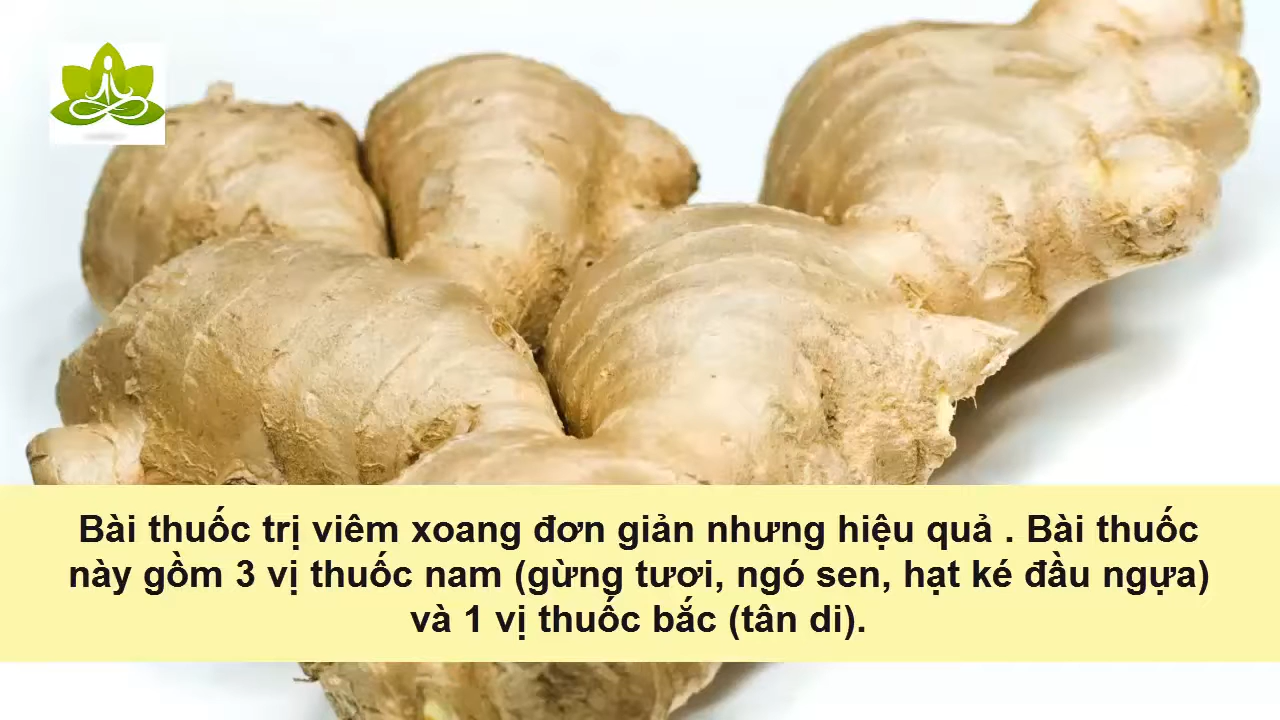 Bài thuốc trị viêm xoang đơn giản nhưng hiệu quả . Bài thuốc
này gồm 3 vị thuốc nam (gừng tươi, ngó sen, hạt ké đầu ngựa)
và 1 vị thuốc bắc (tân di).